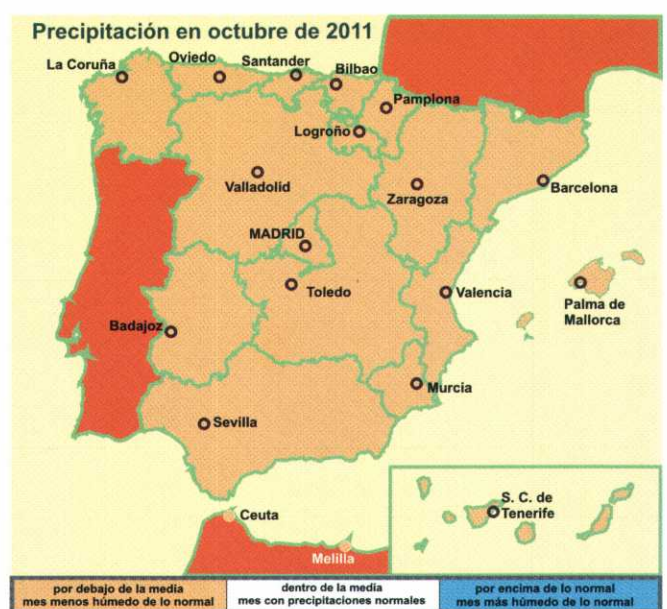 Precipitación en octubre de 2011
La Coruña
Oviedo
Santander
Bilbao
Pamplona
Logroño
Valladolid
Zaragoza
Barcelona
MADRID
Toledo
Valencia
Palma de
Mallorca
Badajoz
Murcia
Sevilla
S. C. de
Tenerife
Ceuta
Melilla
por debajo de la media
mes menos húmedo de lo normal
dentro de la media
mes con precipitaciones normales
por encima de lo normal
mes más húmedo de lo normal